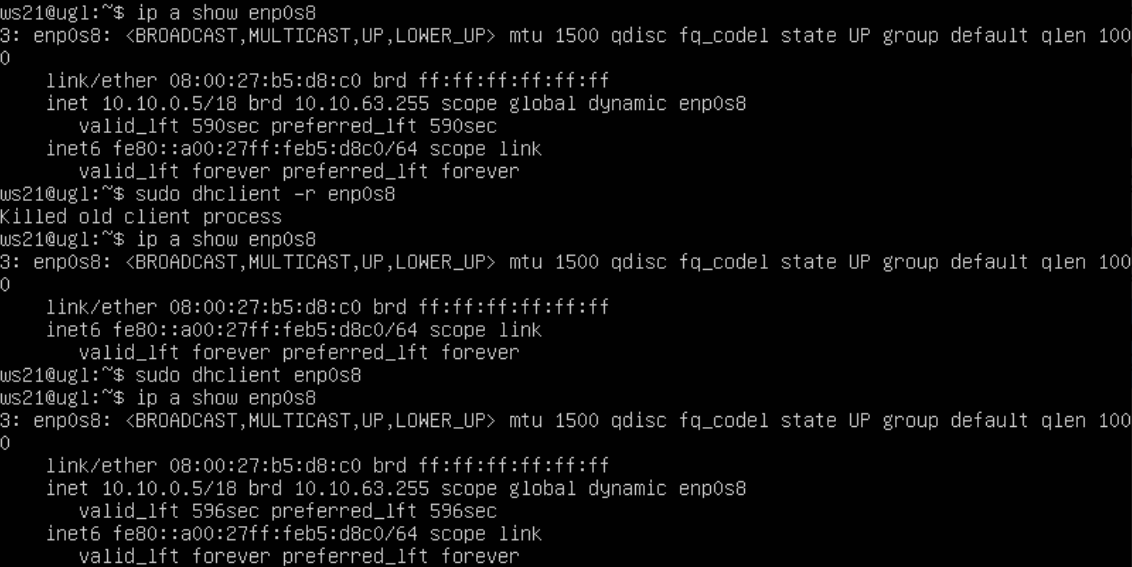 ws21@ugl:~$ ip a show enp0s8
3: enp0s8: <BROADCAST,MULTICAST,UP,LOWER_UP> mtu 1500 qdisc fq_codel state UP group default qlen 100
0
    link/ether 08:00:27:b5:d8:c0 brd ff:ff:ff:ff:ff:ff
    inet 10.10.0.5/18 brd 10.10.63.255 scope global dynamic enp0s8
       valid_lft 590sec preferred_lft 590sec
    inet6 fe80::a00:27ff:feb5:d8c0/64 scope link
       valid_lft forever preferred_lft forever
ws21@ugl:~$ sudo dhclient -r enp0s8
Killed old client process
ws21@ugl:~$ ip a show enp0s8
3: enp0s8: <BROADCAST,MULTICAST,UP,LOWER_UP> mtu 1500 qdisc fq_codel state UP group default qlen 100
0
    link/ether 08:00:27:b5:d8:c0 brd ff:ff:ff:ff:ff:ff
    inet6 fe80::a00:27ff:feb5:d8c0/64 scope link
       valid_lft forever preferred_lft forever
ws21@ugl:~$ sudo dhclient enp0s8
ws21@ugl:~$ ip a show enp0s8
3: enp0s8: <BROADCAST,MULTICAST,UP,LOWER_UP> mtu 1500 qdisc fq_codel state UP group default qlen 100
0
    link/ether 08:00:27:b5:d8:c0 brd ff:ff:ff:ff:ff:ff
    inet 10.10.0.5/18 brd 10.10.63.255 scope global dynamic enp0s8
       valid_lft 596sec preferred_lft 596sec
    inet6 fe80::a00:27ff:feb5:d8c0/64 scope link
       valid_lft forever preferred_lft forever